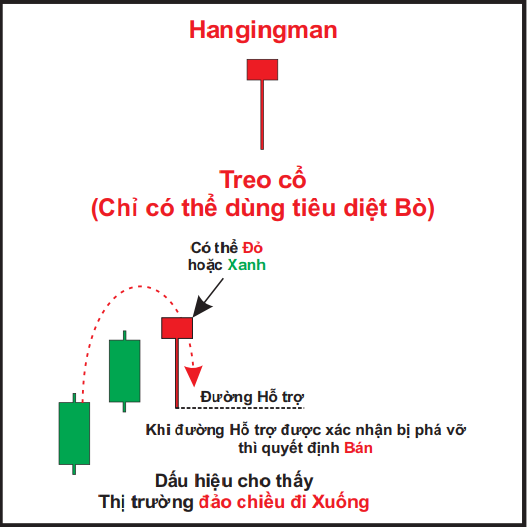 Hangingman
Treo cổ
(Chỉ có thể dùng tiêu diệt Bò)
Có thể Đỏ
hoặc Xanh
Đường Hỗ trợ
Khi đường Hỗ trợ được xác nhận bị phá vỡ
thì quyết định Bán
Dấu hiệu cho thấy
Thị trường đảo chiều đi Xuống